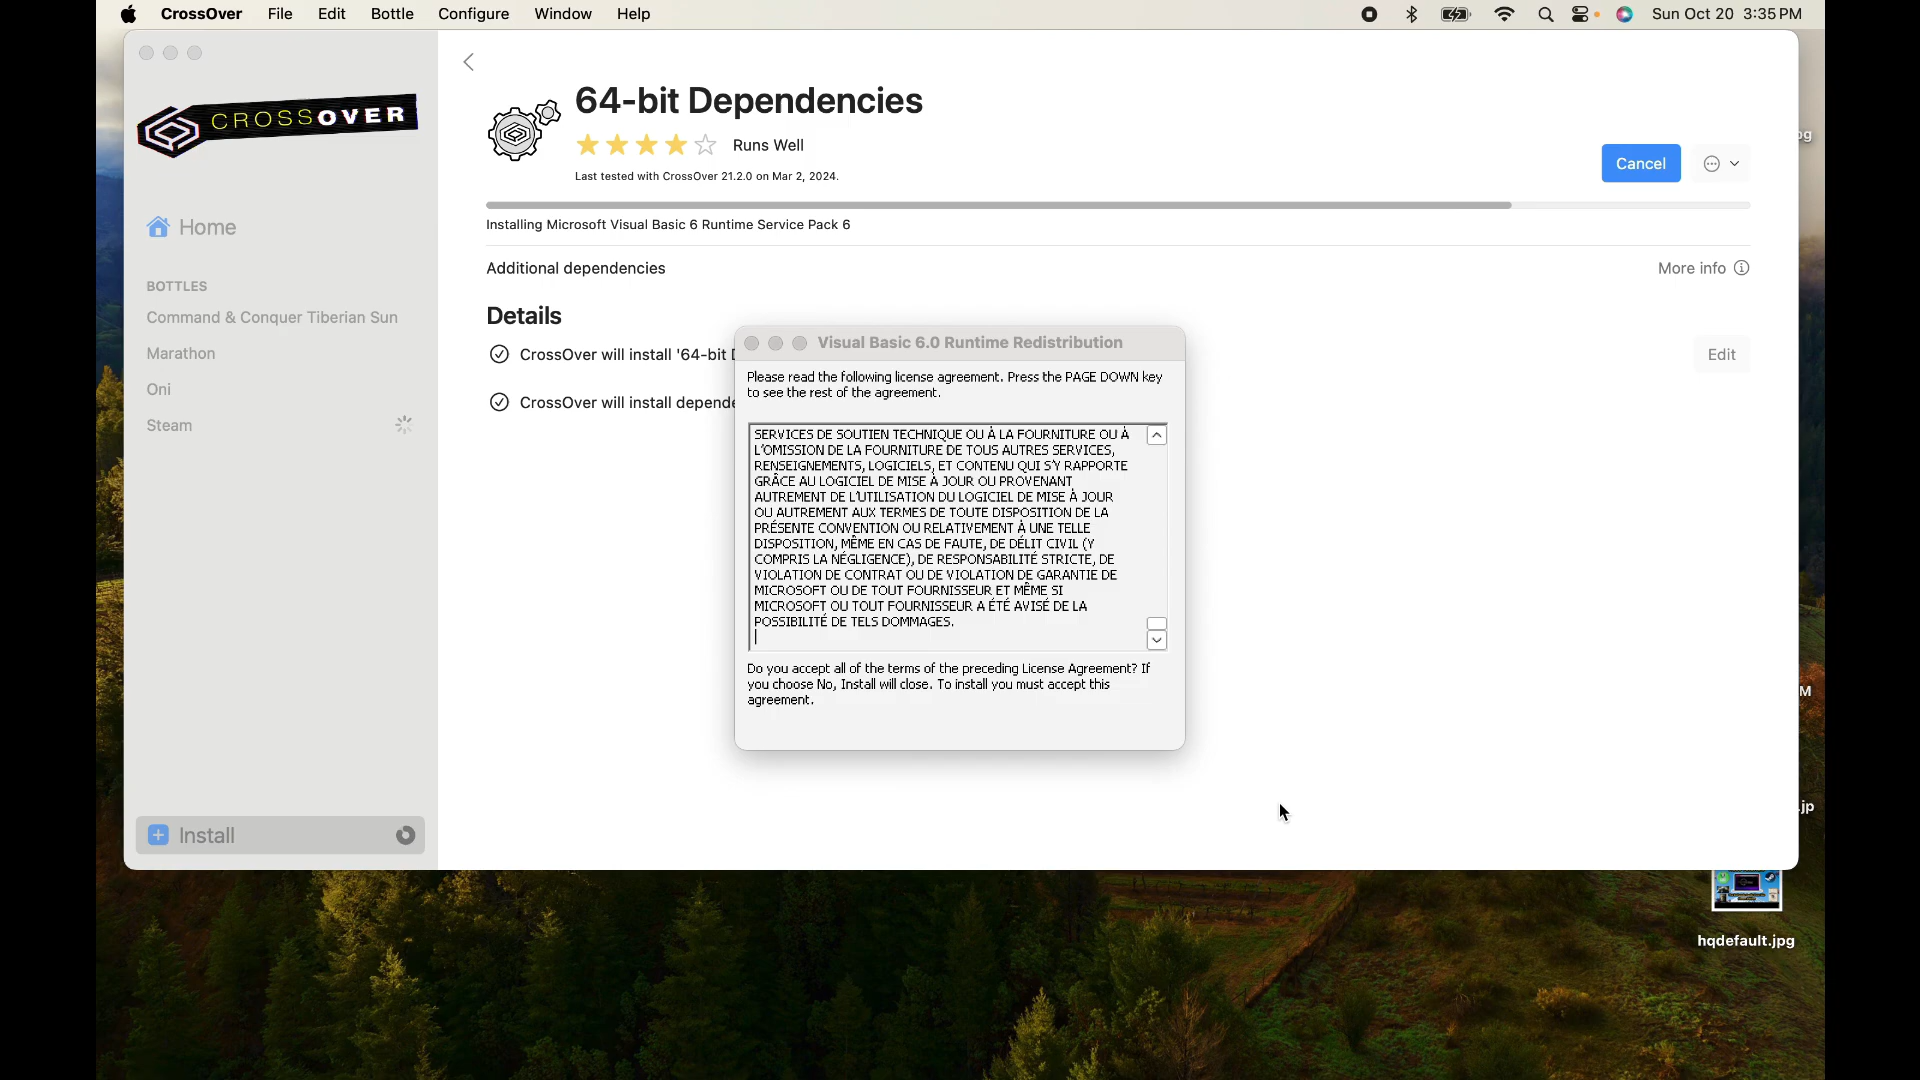 CrossOver File Edit Bottle Configure Window Help
Sun Oct 20 3:35 PM
CROSSOVER
Home
BOTTLES
Command & Conquer Tiberian Sun
Marathon
Oni
Steam
Install
64-bit Dependencies
Runs Well
Last tested with CrossOver 21.2.0 on Mar 2, 2024.
Cancel
Installing Microsoft Visual Basic 6 Runtime Service Pack 6
Additional dependencies
More info
Details
CrossOver will install '64-bit
Edit
CrossOver will install depende
Visual Basic 6.0 Runtime Redistribution
Please read the following license agreement. Press the PAGE DOWN key
to see the rest of the agreement.
SERVICES DE SOUTIEN TECHNIQUE OU À LA FOURNITURE OU À
L'OMISSION DE LA FOURNITURE DE TOUS AUTRES SERVICES,
RENSEIGNEMENTS, LOGICIELS, ET CONTENU QUI S'Y RAPPORTE
GRÂCE AU LOGICIEL DE MISE À JOUR OU PROVENANT
AUTREMENT DE L'UTILISATION DU LOGICIEL DE MISE À JOUR
OU AUTREMENT AUX TERMES DE TOUTE DISPOSITION DE LA
PRÉSENTE CONVENTION OU RELATIVEMENT À UNE TELLE
DISPOSITION, MÊME EN CAS DE FAUTE, DE DÉLIT CIVIL (Y
COMPRIS LA NÉGLIGENCE), DE RESPONSABILITÉ STRICTE, DE
VIOLATION DE CONTRAT OU DE VIOLATION DE GARANTIE DE
MICROSOFT OU DE TOUT FOURNISSEUR ET MÊME SI
MICROSOFT OU TOUT FOURNISSEUR A ÉTÉ AVISÉ DE LA
POSSIBILITÉ DE TELS DOMMAGES.
Do you accept all of the terms of the preceding License Agreement? If
you choose No, Install will close. To install you must accept this
agreement.
pg
M
.jp
hqdefault.jpg